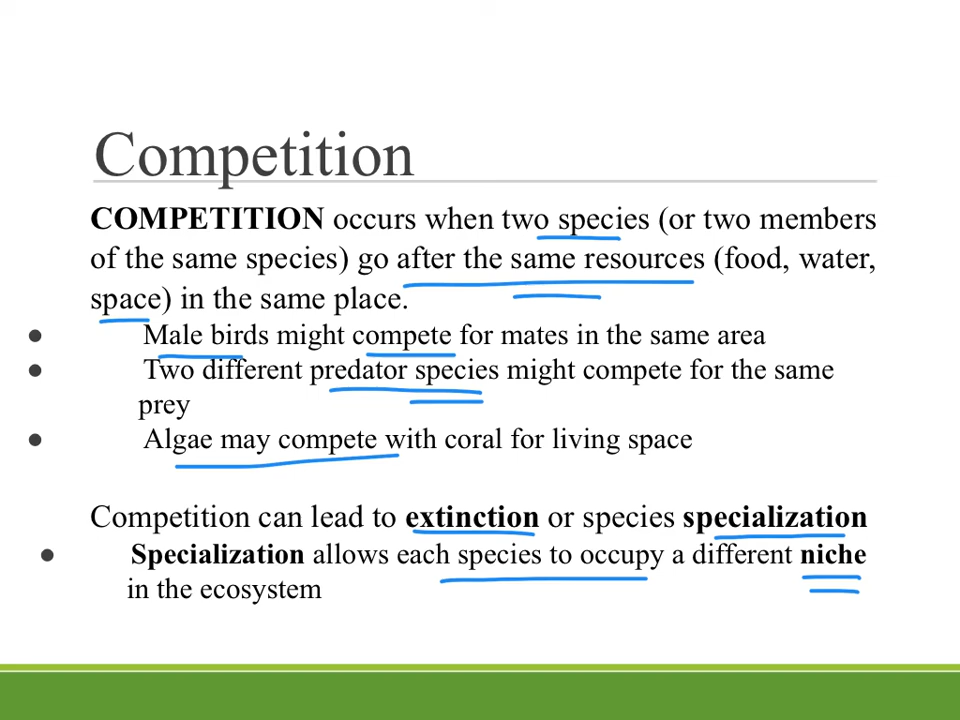 Competition
COMPETITION occurs when two species (or two members
of the same species) go after the same resources (food, water,
space) in the same place.
● Male birds might compete for mates in the same area
● Two different predator species might compete for the same
prey
● Algae may compete with coral for living space
Competition can lead to extinction or species specialization
● Specialization allows each species to occupy a different niche
in the ecosystem